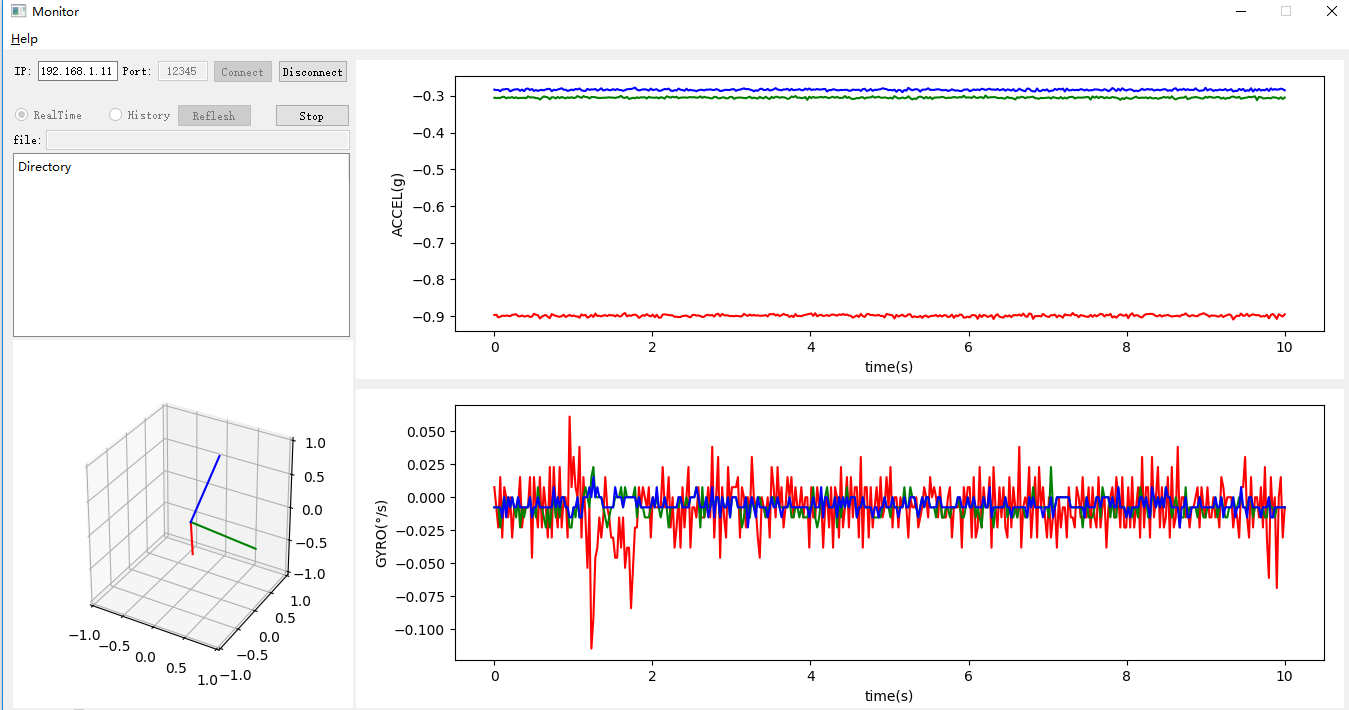 Monitor
Help
IP: 192.168.1.11 Port: 12345 Connect Disconnect
RealTime History Reflesh Stop
file:
Directory
−0.3
−0.4
−0.5
−0.6
−0.7
−0.8
−0.9
ACCEL(g)
0 2 4 6 8 10
time(s)
1.0
0.5
0.0
−0.5
−1.0
−1.0 −0.5 0.0 0.5 1.0
1.0
0.5
0.0
−0.5
−1.0
0.050
0.025
0.000
−0.025
−0.050
−0.075
−0.100
GYRO(°/s)
0 2 4 6 8 10
time(s)